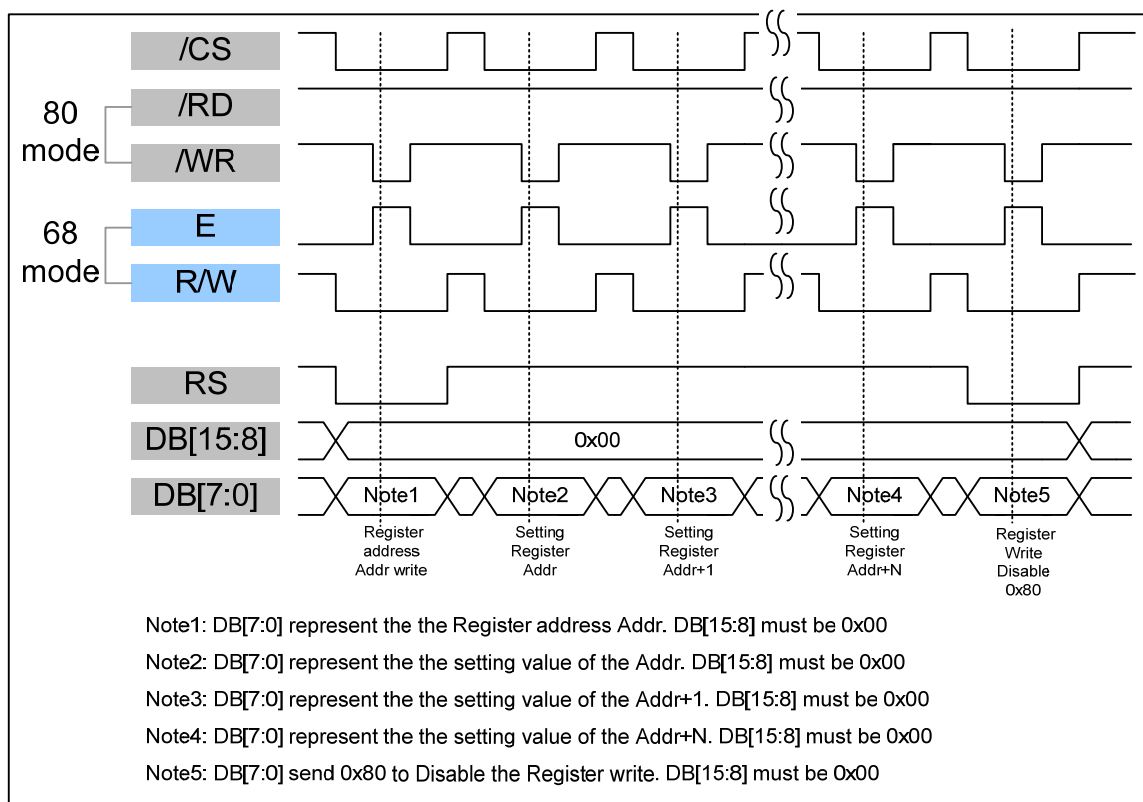 /CS
80
mode
/RD
/WR
68
mode
E
R/W
RS
DB[15:8]
0x00
DB[7:0]
Note1
Note2
Note3
Note4
Note5
Register
address
Addr write
Setting
Register
Addr
Setting
Register
Addr+1
Setting
Register
Addr+N
Register
Write
Disable
0x80
Note1: DB[7:0] represent the the Register address Addr. DB[15:8] must be 0x00
Note2: DB[7:0] represent the the setting value of the Addr. DB[15:8] must be 0x00
Note3: DB[7:0] represent the the setting value of the Addr+1. DB[15:8] must be 0x00
Note4: DB[7:0] represent the the setting value of the Addr+N. DB[15:8] must be 0x00
Note5: DB[7:0] send 0x80 to Disable the Register write. DB[15:8] must be 0x00